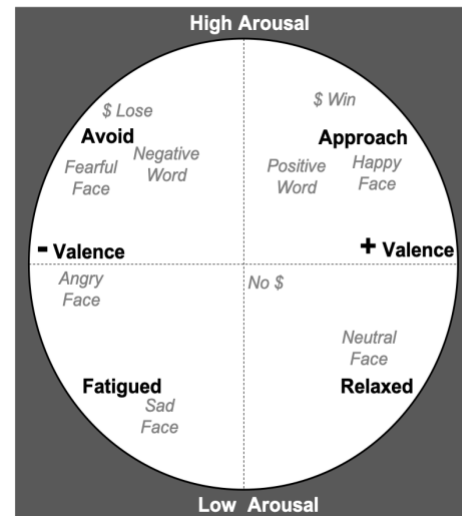 High Arousal
$ Win
$ Lose
Avoid
Approach
Negative
Word
Fearful
Face
Positive
Word
Happy
Face
- Valence
+ Valence
Angry
Face
No $
Neutral
Face
Fatigued
Relaxed
Sad
Face
Low Arousal